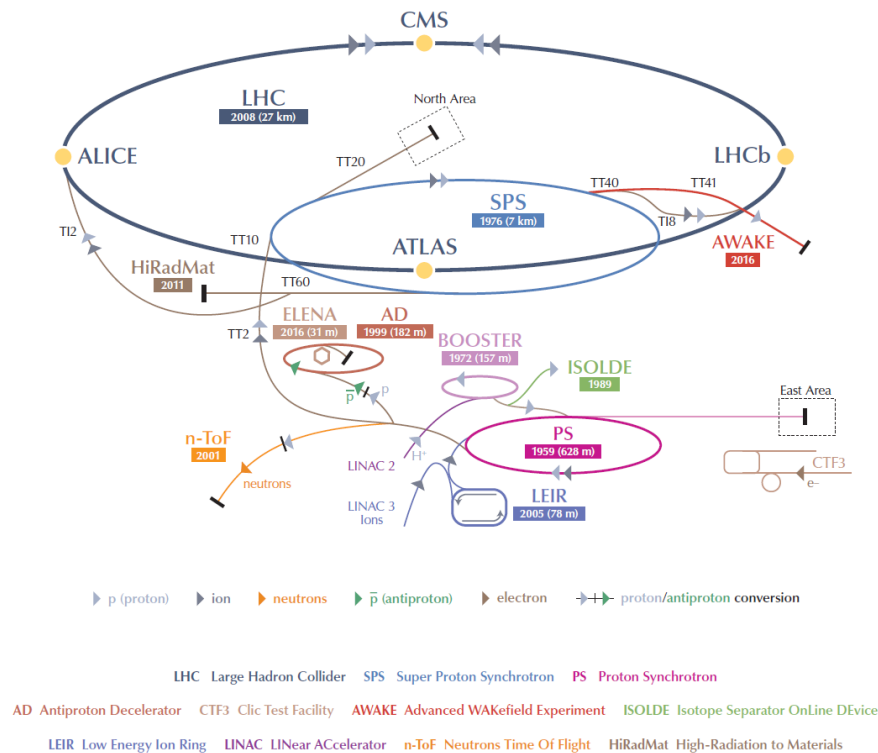 CMS
LHC
2008 (27 km)
North Area
ALICE
LHCb
TT20
TT40
TT41
SPS
1976 (7 km)
TI2
TT10
TI8
ATLAS
AWAKE
2016
HiRadMat
2011
TT60
ELENA
2016 (31 m)
AD
1999 (182 m)
TT2
BOOSTER
1972 (157 m)
ISOLDE
1989
p̅
p
East Area
n-ToF
2001
PS
1959 (628 m)
H⁺
LINAC 2
neutrons
CTF3
e–
LEIR
2005 (78 m)
LINAC 3
Ions
p (proton)
ion
neutrons
p̅ (antiproton)
electron
proton/antiproton conversion
LHC Large Hadron Collider SPS Super Proton Synchrotron PS Proton Synchrotron
AD Antiproton Decelerator CTF3 Clic Test Facility AWAKE Advanced WAKefield Experiment ISOLDE Isotope Separator OnLine DEvice
LEIR Low Energy Ion Ring LINAC LINear ACcelerator n-ToF Neutrons Time Of Flight HiRadMat High-Radiation to Materials